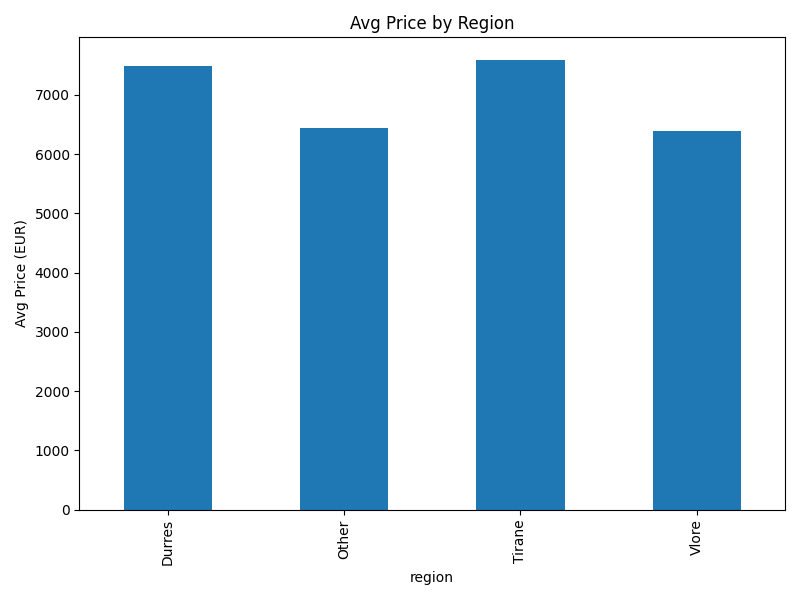 Avg Price by Region
Avg Price (EUR)
7000
6000
5000
4000
3000
2000
1000
0
Durres
Other
Tirane
Vlore
region